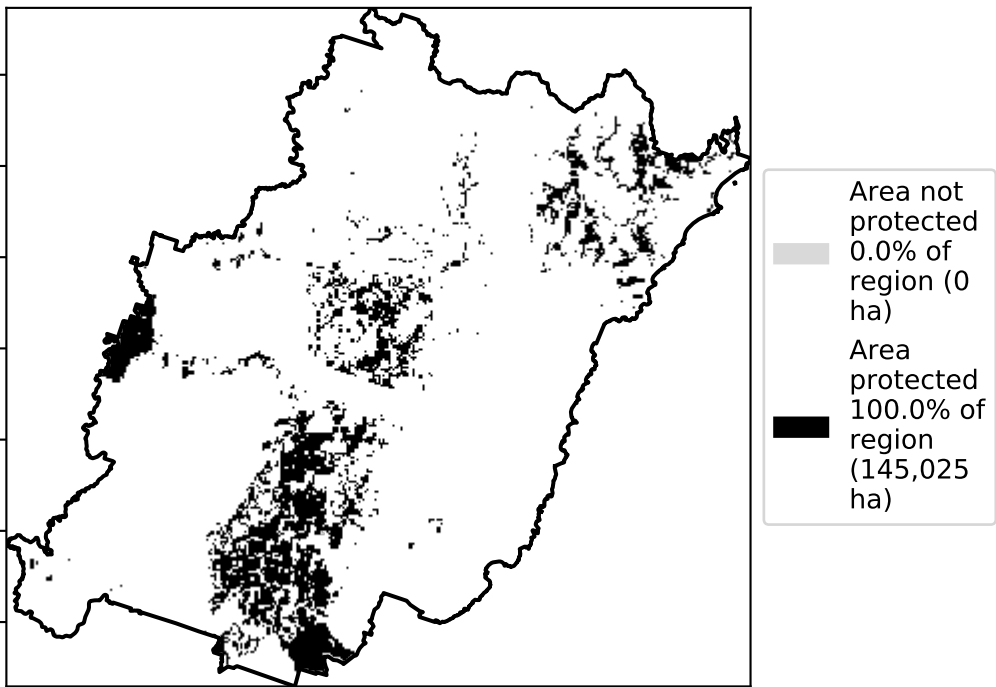 Area not
protected
0.0% of
region (0
ha)
Area
protected
100.0% of
region
(145,025
ha)